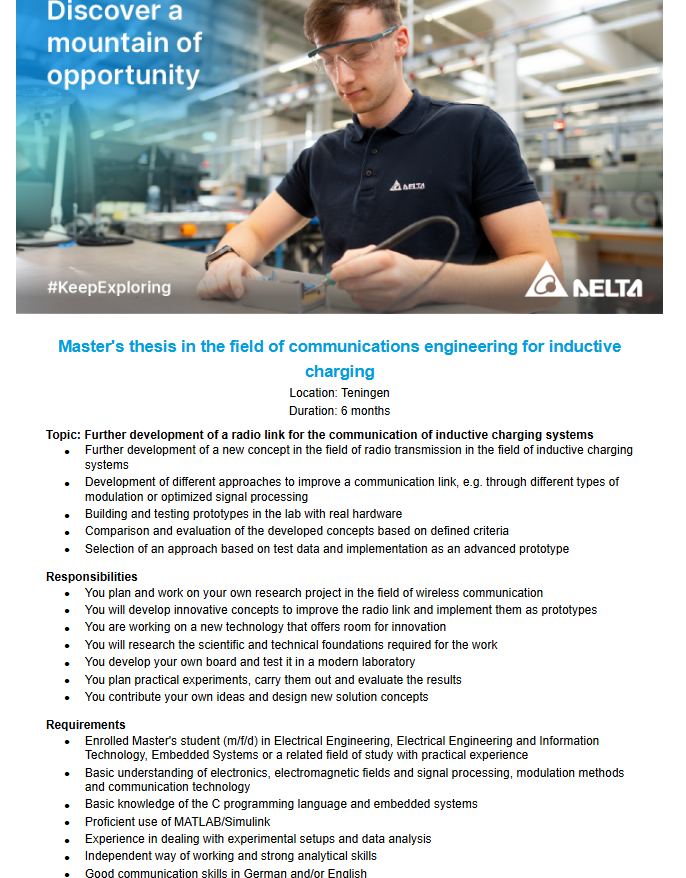 Discover a
mountain of
opportunity
DELTA
#KeepExploring
DELTA
Master's thesis in the field of communications engineering for inductive
charging
Location: Teningen
Duration: 6 months
Topic: Further development of a radio link for the communication of inductive charging systems
• Further development of a new concept in the field of radio transmission in the field of inductive charging
systems
• Development of different approaches to improve a communication link, e.g. through different types of
modulation or optimized signal processing
• Building and testing prototypes in the lab with real hardware
• Comparison and evaluation of the developed concepts based on defined criteria
• Selection of an approach based on test data and implementation as an advanced prototype
Responsibilities
• You plan and work on your own research project in the field of wireless communication
• You will develop innovative concepts to improve the radio link and implement them as prototypes
• You are working on a new technology that offers room for innovation
• You will research the scientific and technical foundations required for the work
• You develop your own board and test it in a modern laboratory
• You plan practical experiments, carry them out and evaluate the results
• You contribute your own ideas and design new solution concepts
Requirements
• Enrolled Master's student (m/f/d) in Electrical Engineering, Electrical Engineering and Information
Technology, Embedded Systems or a related field of study with practical experience
• Basic understanding of electronics, electromagnetic fields and signal processing, modulation methods
and communication technology
• Basic knowledge of the C programming language and embedded systems
• Proficient use of MATLAB/Simulink
• Experience in dealing with experimental setups and data analysis
• Independent way of working and strong analytical skills
• Good communication skills in German and/or English